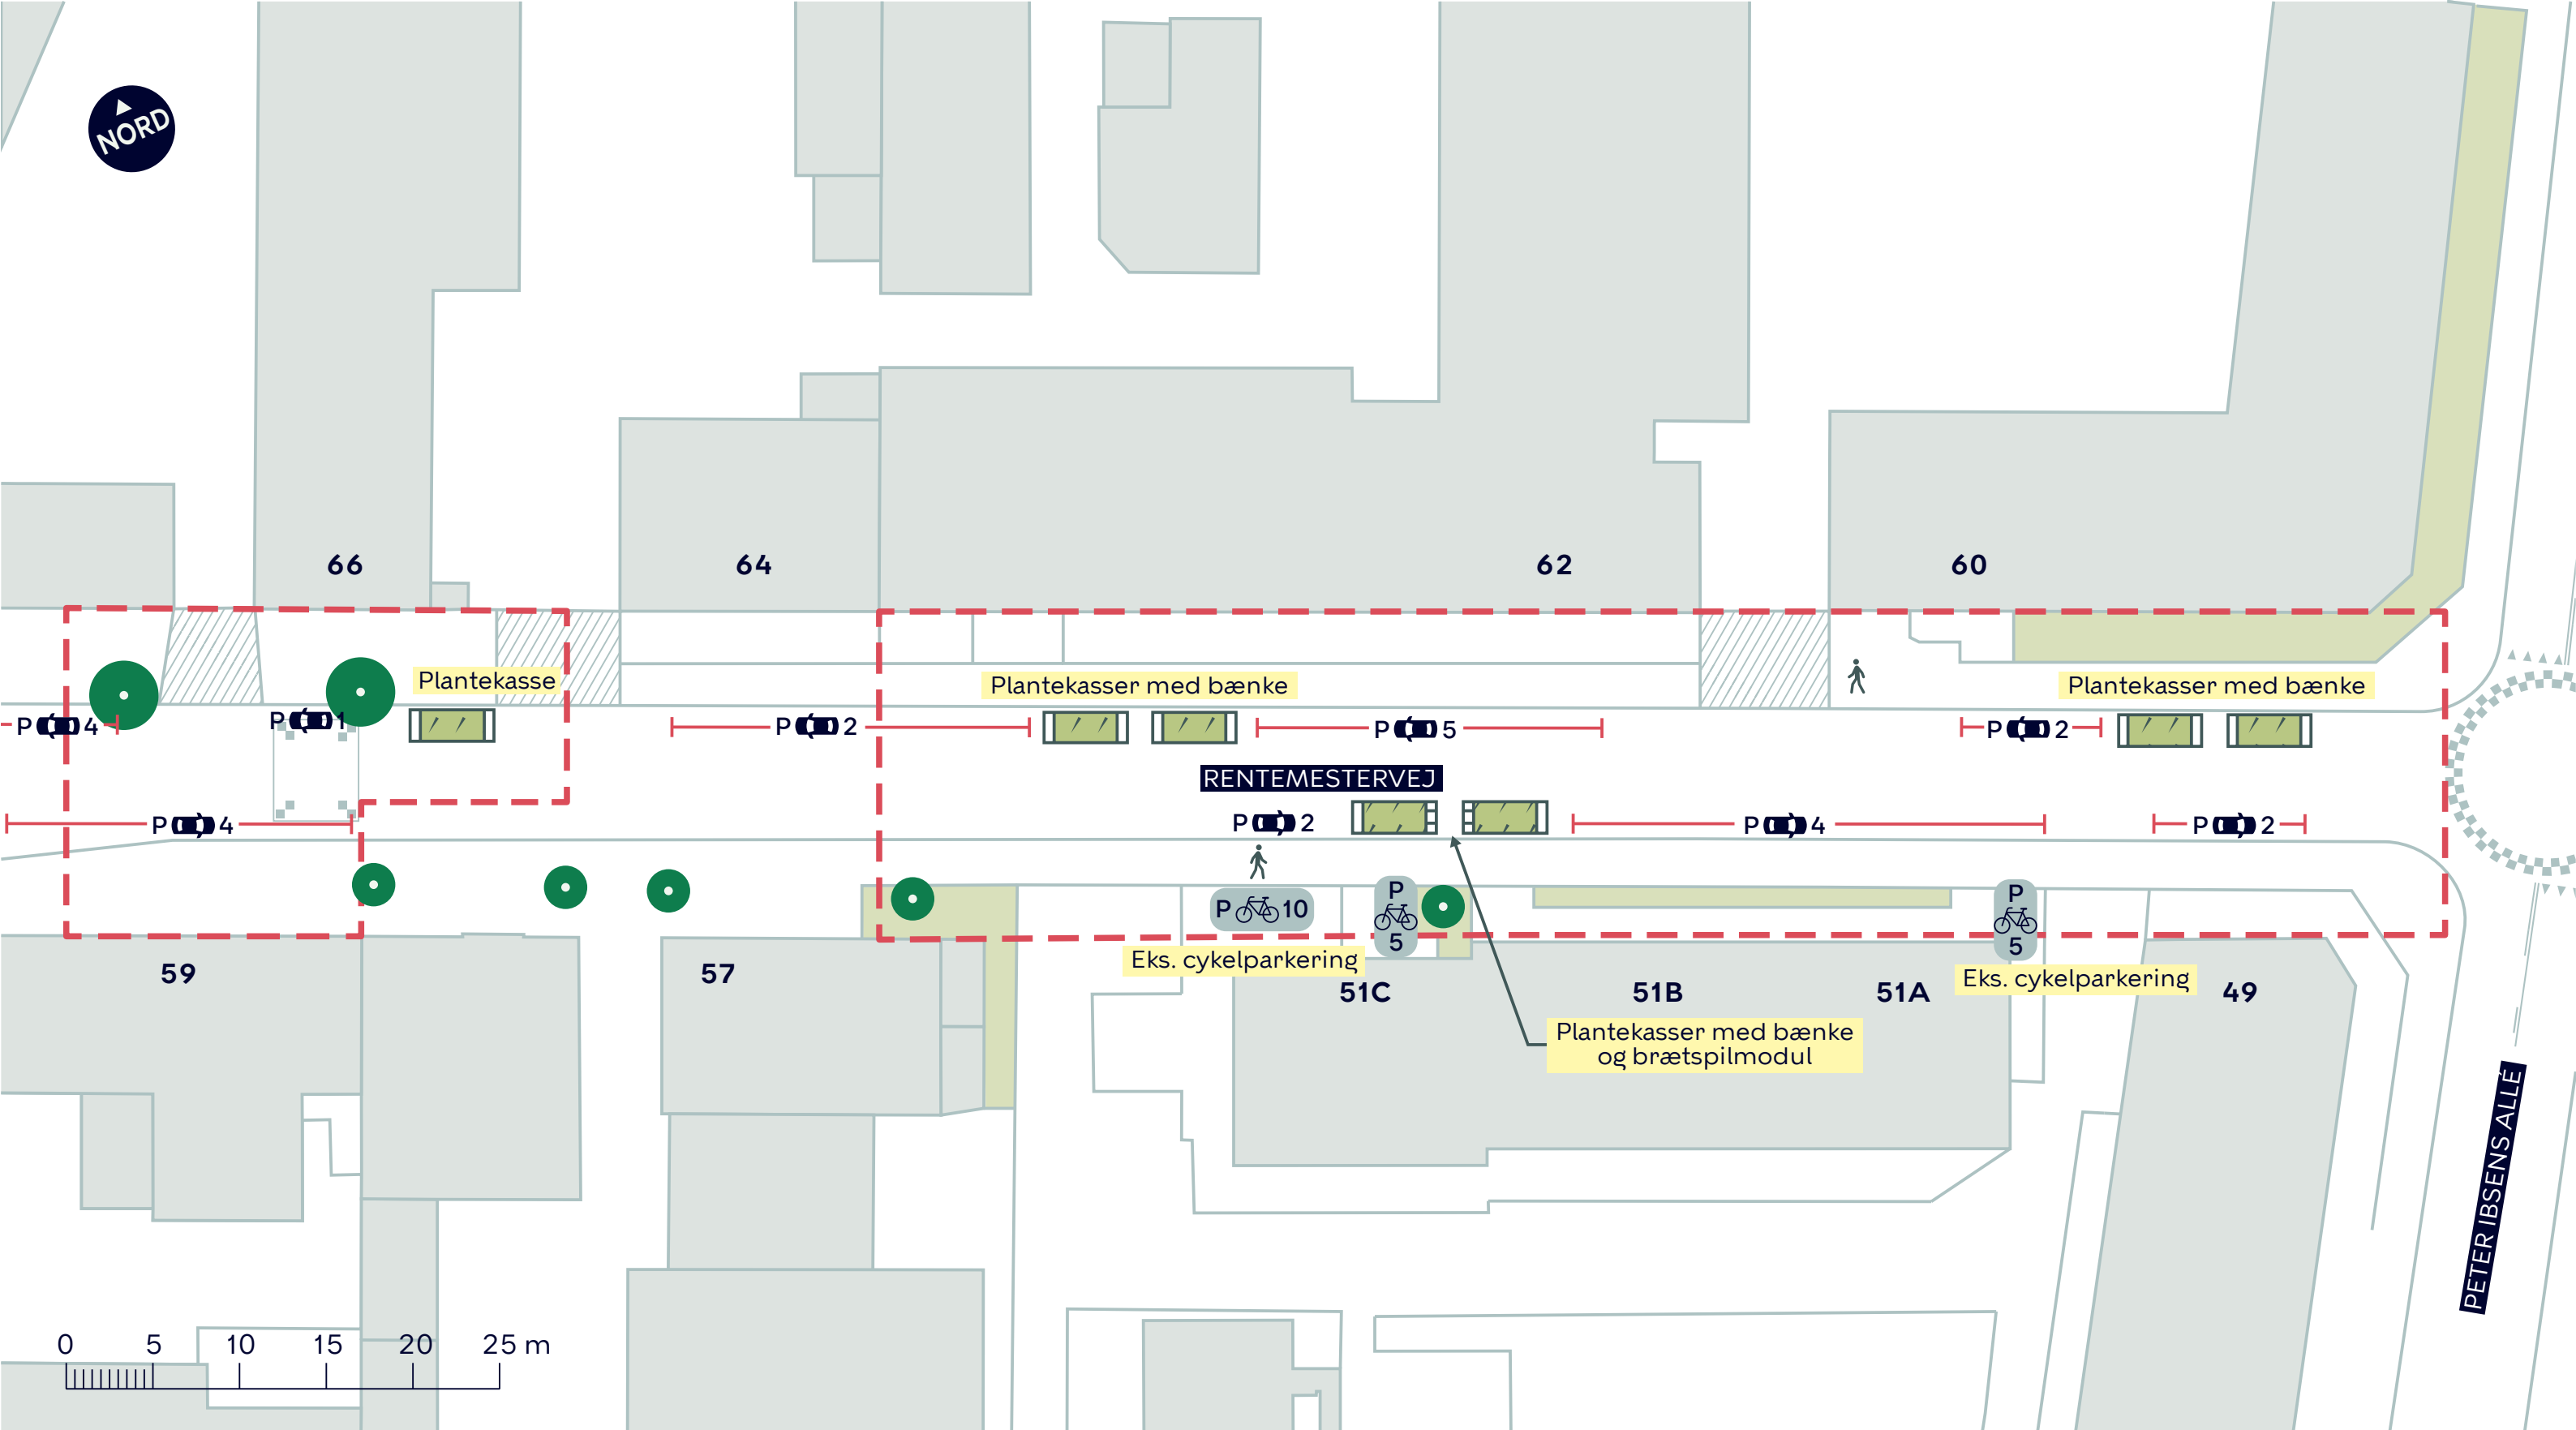 NORD
66
64
62
60
Plantekasse
Plantekasser med bænke
Plantekasser med bænke
P 4
P 1
P 2
P 5
P 2
RENTEMESTERVEJ
P 4
P 2
P 4
P 2
P 10
P
5
P
5
Eks. cykelparkering
Eks. cykelparkering
59
57
51C
51B
51A
49
Plantekasser med bænke
og brætspilmodul
PETER IBSENS ALLÉ
0 5 10 15 20 25 m